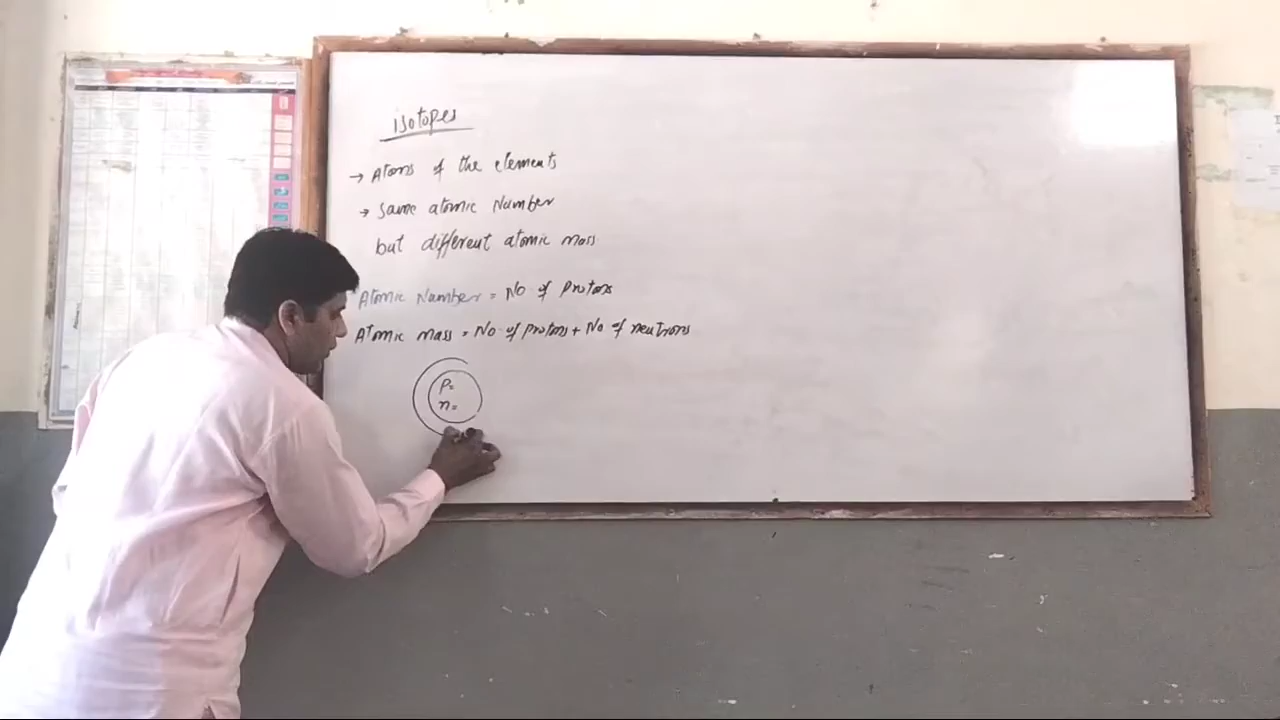 isotopes
→ Atoms of the elements
→ Same atomic Number
but different atomic mass
Atomic Number = No of Protons
Atomic mass = No of protons + No of neutrons
P=
n=